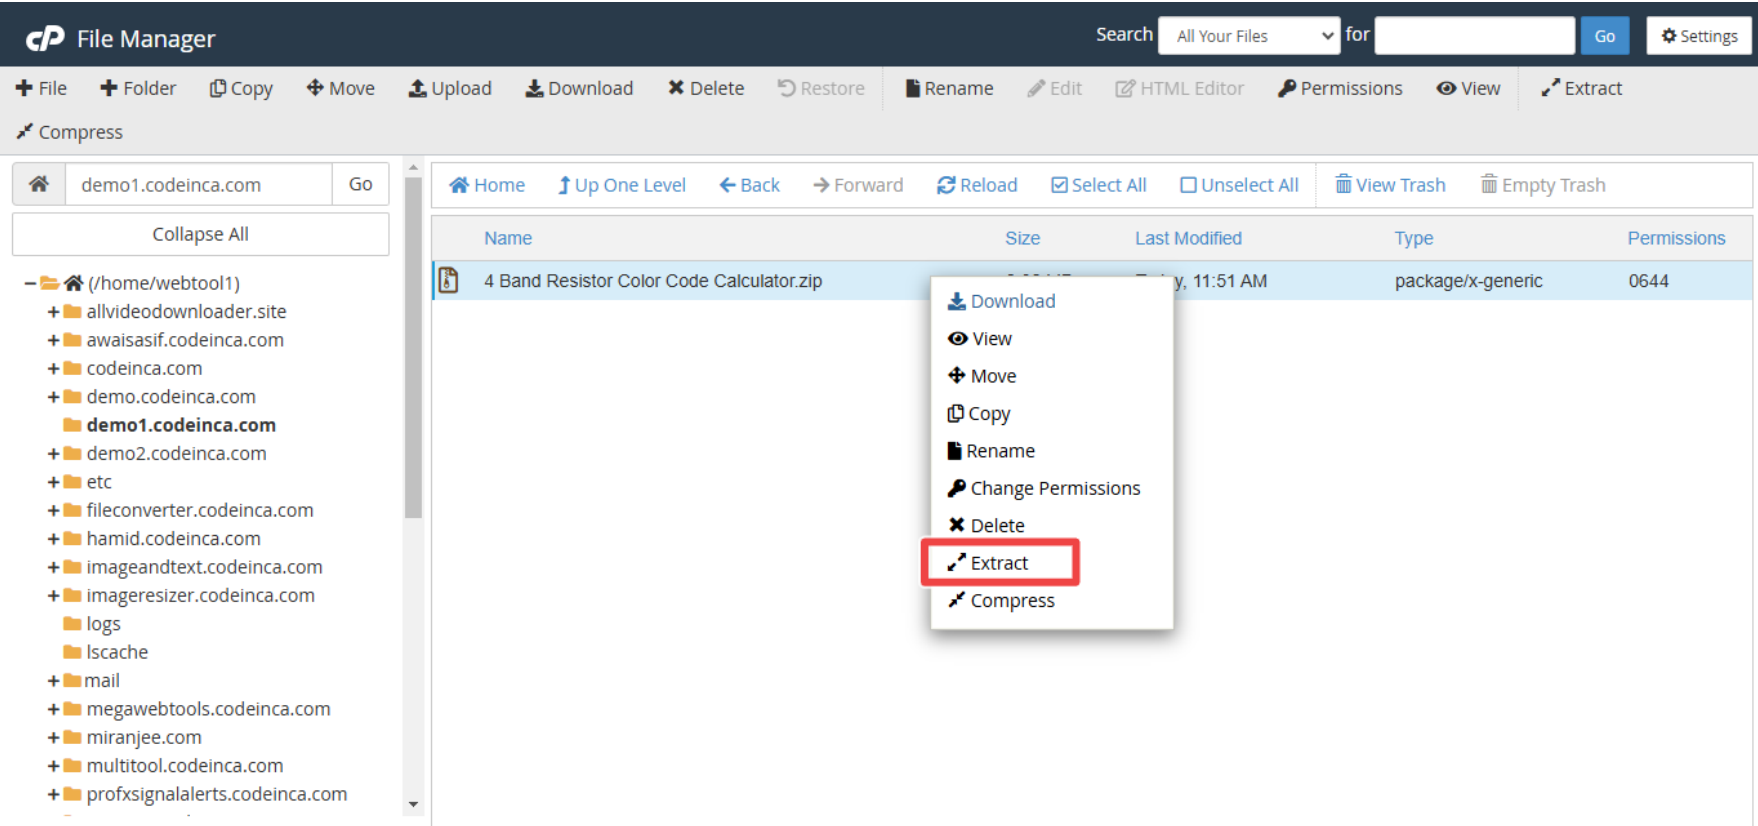 cP File Manager
Search All Your Files for Go Settings
File Folder Copy Move Upload Download Delete Restore Rename Edit HTML Editor Permissions View Extract
Compress
demo1.codeinca.com Go
Home Up One Level Back Forward Reload Select All Unselect All View Trash Empty Trash
Collapse All
Name Size Last Modified Type Permissions
4 Band Resistor Color Code Calculator.zip y, 11:51 AM package/x-generic 0644
(/home/webtool1)
allvideodownloader.site
awaisasif.codeinca.com
codeinca.com
demo.codeinca.com
demo1.codeinca.com
demo2.codeinca.com
etc
fileconverter.codeinca.com
hamid.codeinca.com
imageandtext.codeinca.com
imageresizer.codeinca.com
logs
lscache
mail
megawebtools.codeinca.com
miranjee.com
multitool.codeinca.com
profxsignalalerts.codeinca.com
Download
View
Move
Copy
Rename
Change Permissions
Delete
Extract
Compress